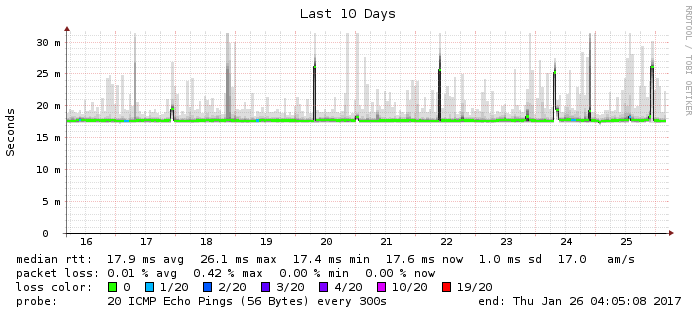 Last 10 Days
RRDTOOL / TOBI OETIKER
Seconds
30 m
25 m
20 m
15 m
10 m
5 m
0
16 17 18 19 20 21 22 23 24 25
median rtt: 17.9 ms avg 26.1 ms max 17.4 ms min 17.6 ms now 1.0 ms sd 17.0 am/s
packet loss: 0.01 % avg 0.42 % max 0.00 % min 0.00 % now
loss color: 0 1/20 2/20 3/20 4/20 10/20 19/20
probe: 20 ICMP Echo Pings (56 Bytes) every 300s end: Thu Jan 26 04:05:08 2017